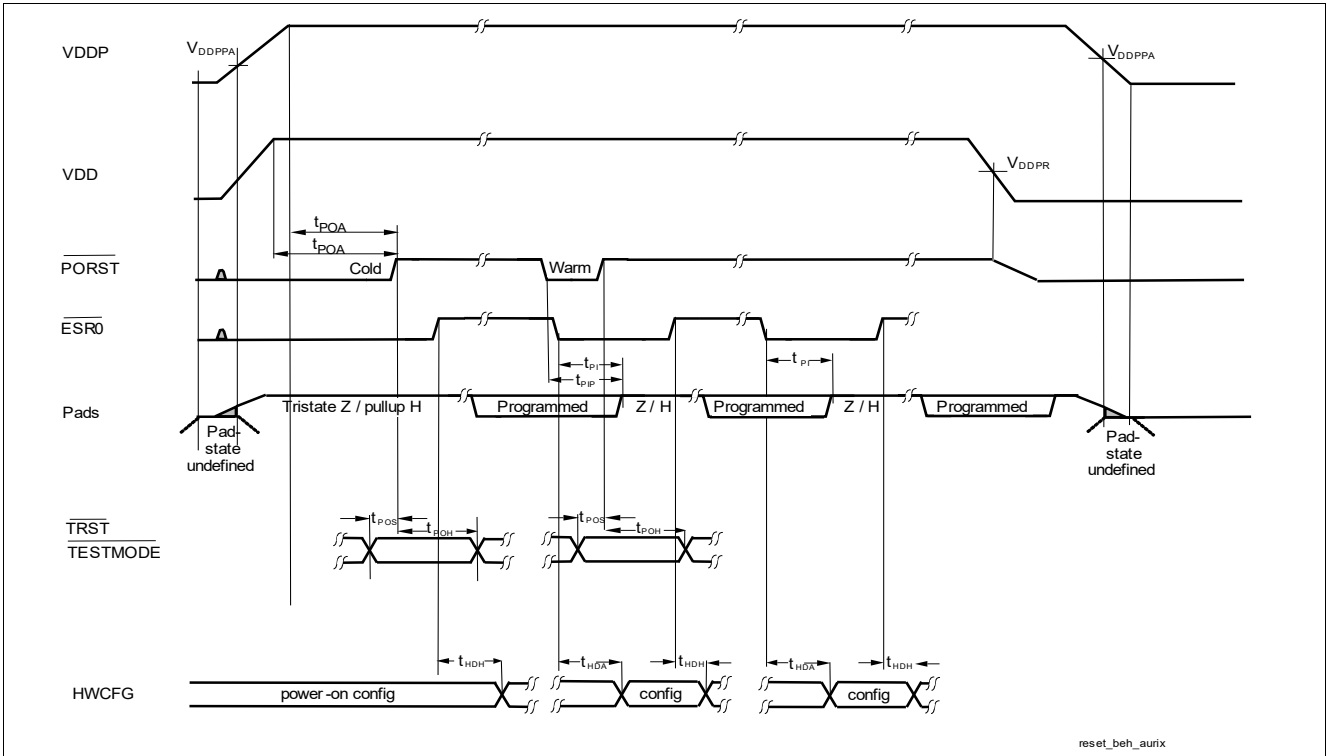 VDDP
VDDPPA
VDDPPA
VDD
VDDPR
tPOA
tPOA
PORST
Cold
Warm
ESR0
tPI
tPI
tPIP
Pads
Tristate Z / pullup H
Programmed
Z / H
Programmed
Z / H
Programmed
Pad-
state
undefined
Pad-
state
undefined
TRST
TESTMODE
tPOS
tPOH
tPOS
tPOH
tHDH
tHDA
tHDH
tHDA
tHDH
HWCFG
power-on config
config
config
reset_beh_aurix